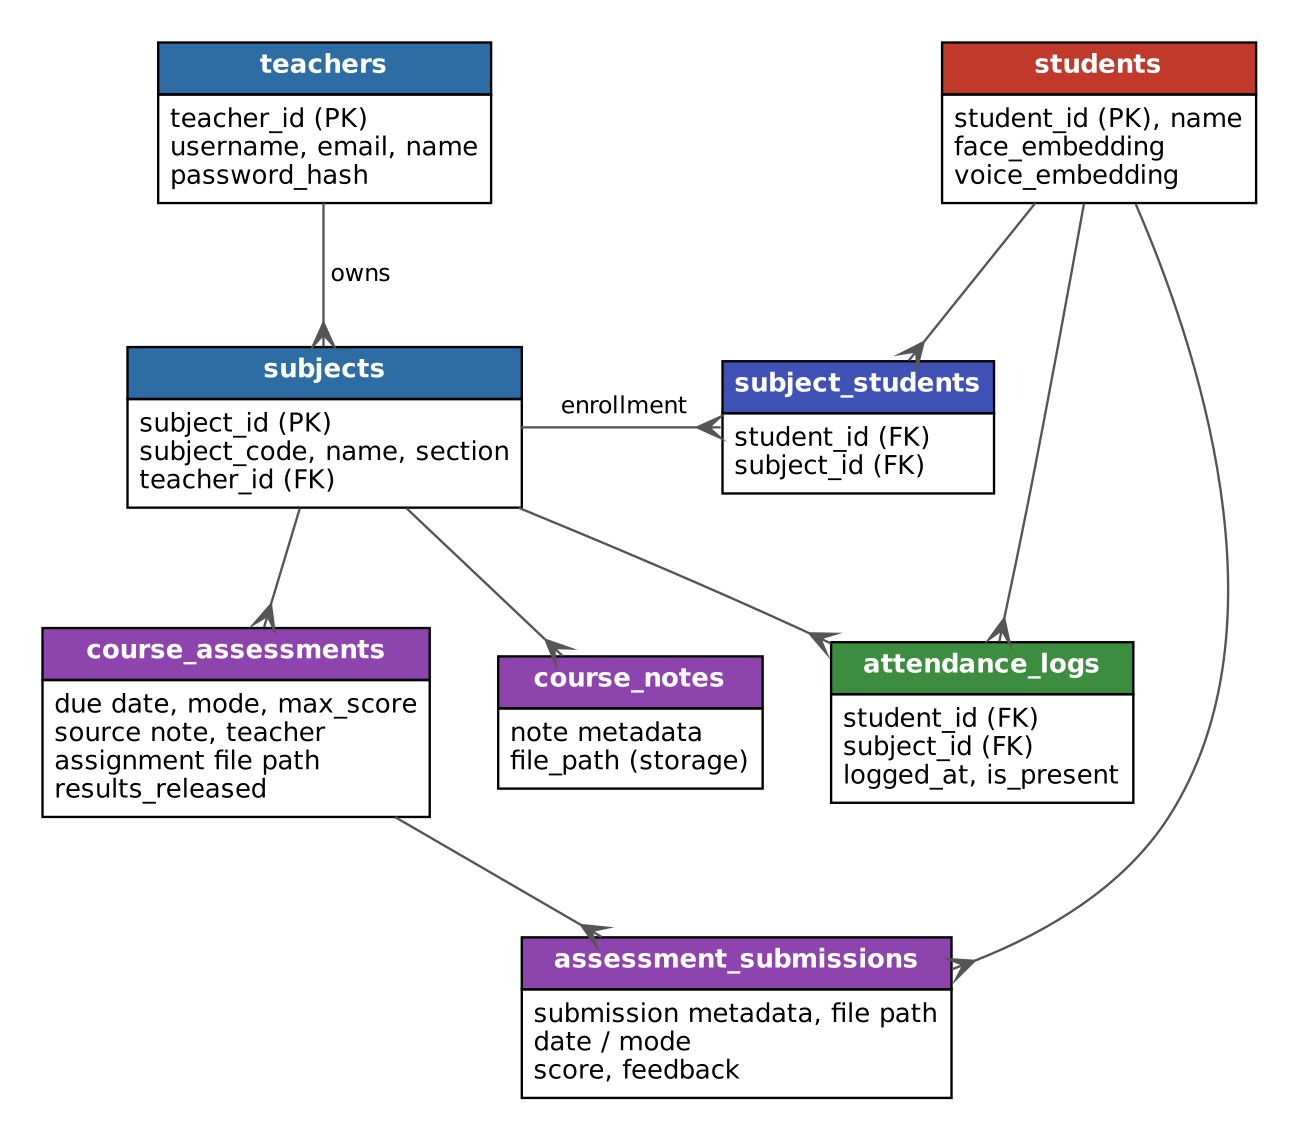 teachers
teacher_id (PK)
username, email, name
password_hash
students
student_id (PK), name
face_embedding
voice_embedding
owns
subjects
subject_id (PK)
subject_code, name, section
teacher_id (FK)
enrollment
subject_students
student_id (FK)
subject_id (FK)
course_assessments
due date, mode, max_score
source note, teacher
assignment file path
results_released
course_notes
note metadata
file_path (storage)
attendance_logs
student_id (FK)
subject_id (FK)
logged_at, is_present
assessment_submissions
submission metadata, file path
date / mode
score, feedback